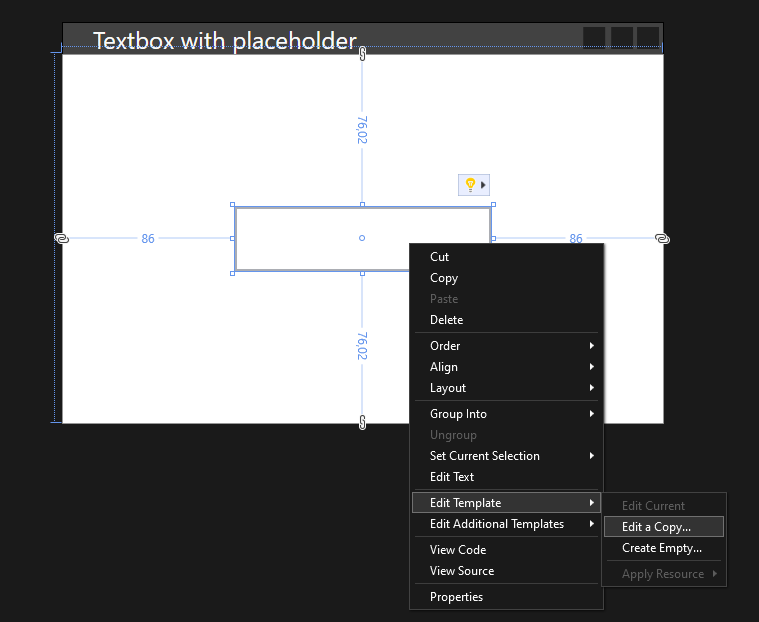 Textbox with placeholder
76,02
86
86
76,02
Cut
Copy
Paste
Delete
Order
Align
Layout
Group Into
Ungroup
Set Current Selection
Edit Text
Edit Template
Edit Additional Templates
View Code
View Source
Properties
Edit Current
Edit a Copy...
Create Empty...
Apply Resource